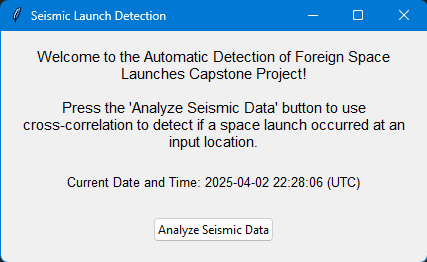 Seismic Launch Detection
Welcome to the Automatic Detection of Foreign Space
Launches Capstone Project!
Press the 'Analyze Seismic Data' button to use
cross-correlation to detect if a space launch occurred at an
input location.
Current Date and Time: 2025-04-02 22:28:06 (UTC)
Analyze Seismic Data